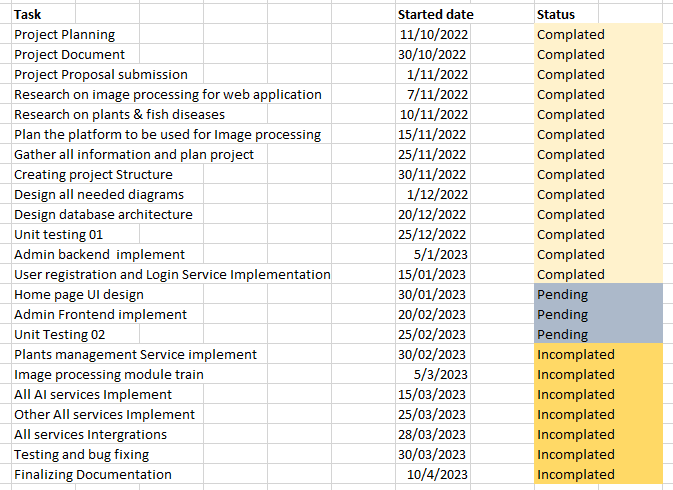 Task Started date Status
Project Planning 11/10/2022 Complated
Project Document 30/10/2022 Complated
Project Proposal submission 1/11/2022 Complated
Research on image processing for web application 7/11/2022 Complated
Research on plants & fish diseases 10/11/2022 Complated
Plan the platform to be used for Image processing 15/11/2022 Complated
Gather all information and plan project 25/11/2022 Complated
Creating project Structure 30/11/2022 Complated
Design all needed diagrams 1/12/2022 Complated
Design database architecture 20/12/2022 Complated
Unit testing 01 25/12/2022 Complated
Admin backend  implement 5/1/2023 Complated
User registration and Login Service Implementation 15/01/2023 Complated
Home page UI design 30/01/2023 Pending
Admin Frontend implement 20/02/2023 Pending
Unit Testing 02 25/02/2023 Pending
Plants management Service implement 30/02/2023 Incomplated
Image processing module train 5/3/2023 Incomplated
All AI services Implement 15/03/2023 Incomplated
Other All services Implement 25/03/2023 Incomplated
All services Intergrations 28/03/2023 Incomplated
Testing and bug fixing 30/03/2023 Incomplated
Finalizing Documentation 10/4/2023 Incomplated